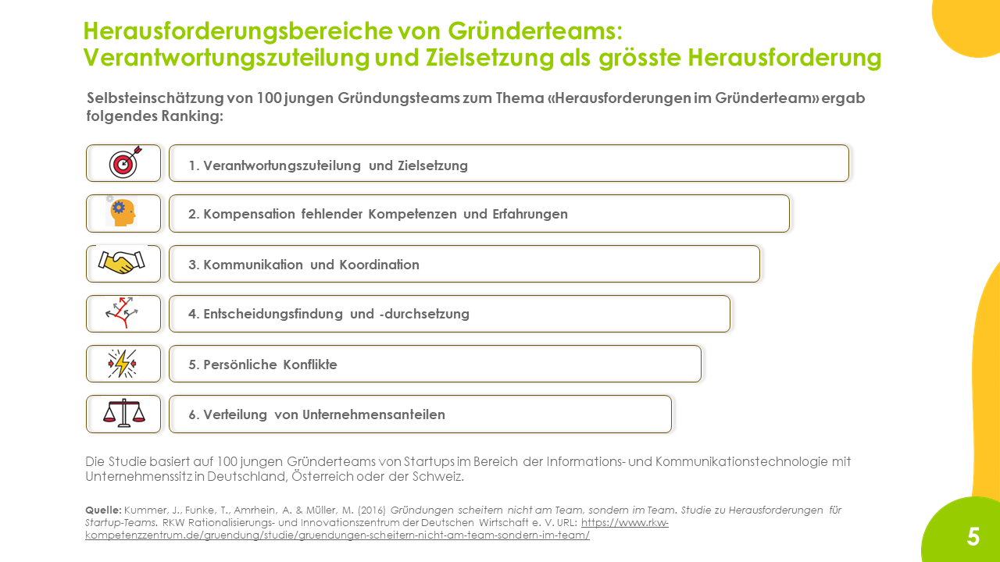 Herausforderungsbereiche von Gründerteams:
Verantwortungszuteilung und Zielsetzung als grösste Herausforderung
Selbsteinschätzung von 100 jungen Gründungsteams zum Thema «Herausforderungen im Gründerteam» ergab
folgendes Ranking:
1. Verantwortungszuteilung und Zielsetzung
2. Kompensation fehlender Kompetenzen und Erfahrungen
3. Kommunikation und Koordination
4. Entscheidungsfindung und -durchsetzung
5. Persönliche Konflikte
6. Verteilung von Unternehmensanteilen
Die Studie basiert auf 100 jungen Gründerteams von Startups im Bereich der Informations- und Kommunikationstechnologie mit
Unternehmenssitz in Deutschland, Österreich oder der Schweiz.
Quelle: Kummer, J., Funke, T., Amrhein, A. & Müller, M. (2016) Gründungen scheitern nicht am Team, sondern im Team. Studie zu Herausforderungen für
Startup-Teams. RKW Rationalisierungs- und Innovationszentrum der Deutschen Wirtschaft e. V. URL: https://www.rkw-
kompetenzzentrum.de/gruendung/studie/gruendungen-scheitern-nicht-am-team-sondern-im-team/
5